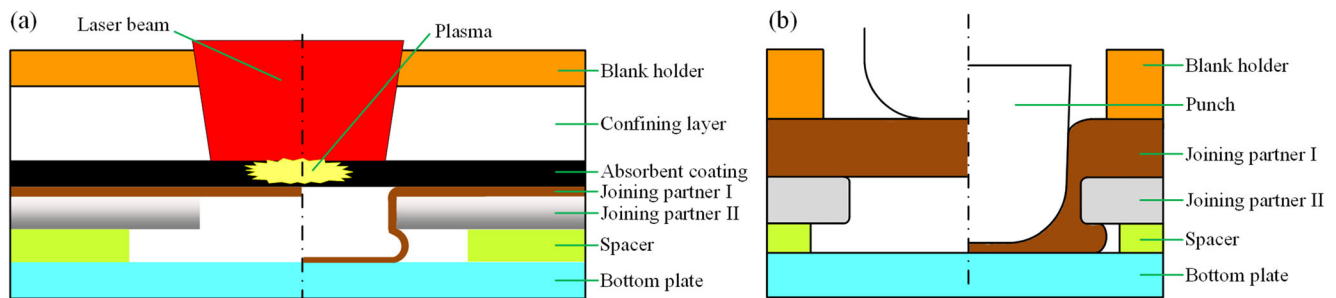 (a)
Laser beam
Plasma
Blank holder
Confining layer
Absorbent coating
Joining partner I
Joining partner II
Spacer
Bottom plate
(b)
Blank holder
Punch
Joining partner I
Joining partner II
Spacer
Bottom plate